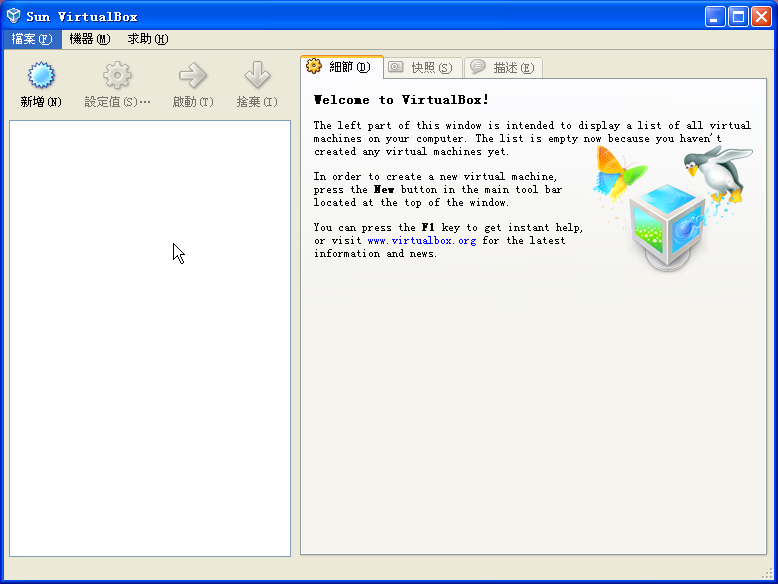 Sun VirtualBox
檔案(F) 機器(M) 求助(H)
新增(N) 設定值(S)... 啟動(T) 捨棄(I)
細節(D) 快照(S) 描述(E)
Welcome to VirtualBox!
The left part of this window is intended to display a list of all virtual
machines on your computer. The list is empty now because you haven't
created any virtual machines yet.
In order to create a new virtual machine,
press the New button in the main tool bar
located at the top of the window.
You can press the F1 key to get instant help,
or visit www.virtualbox.org for the latest
information and news.